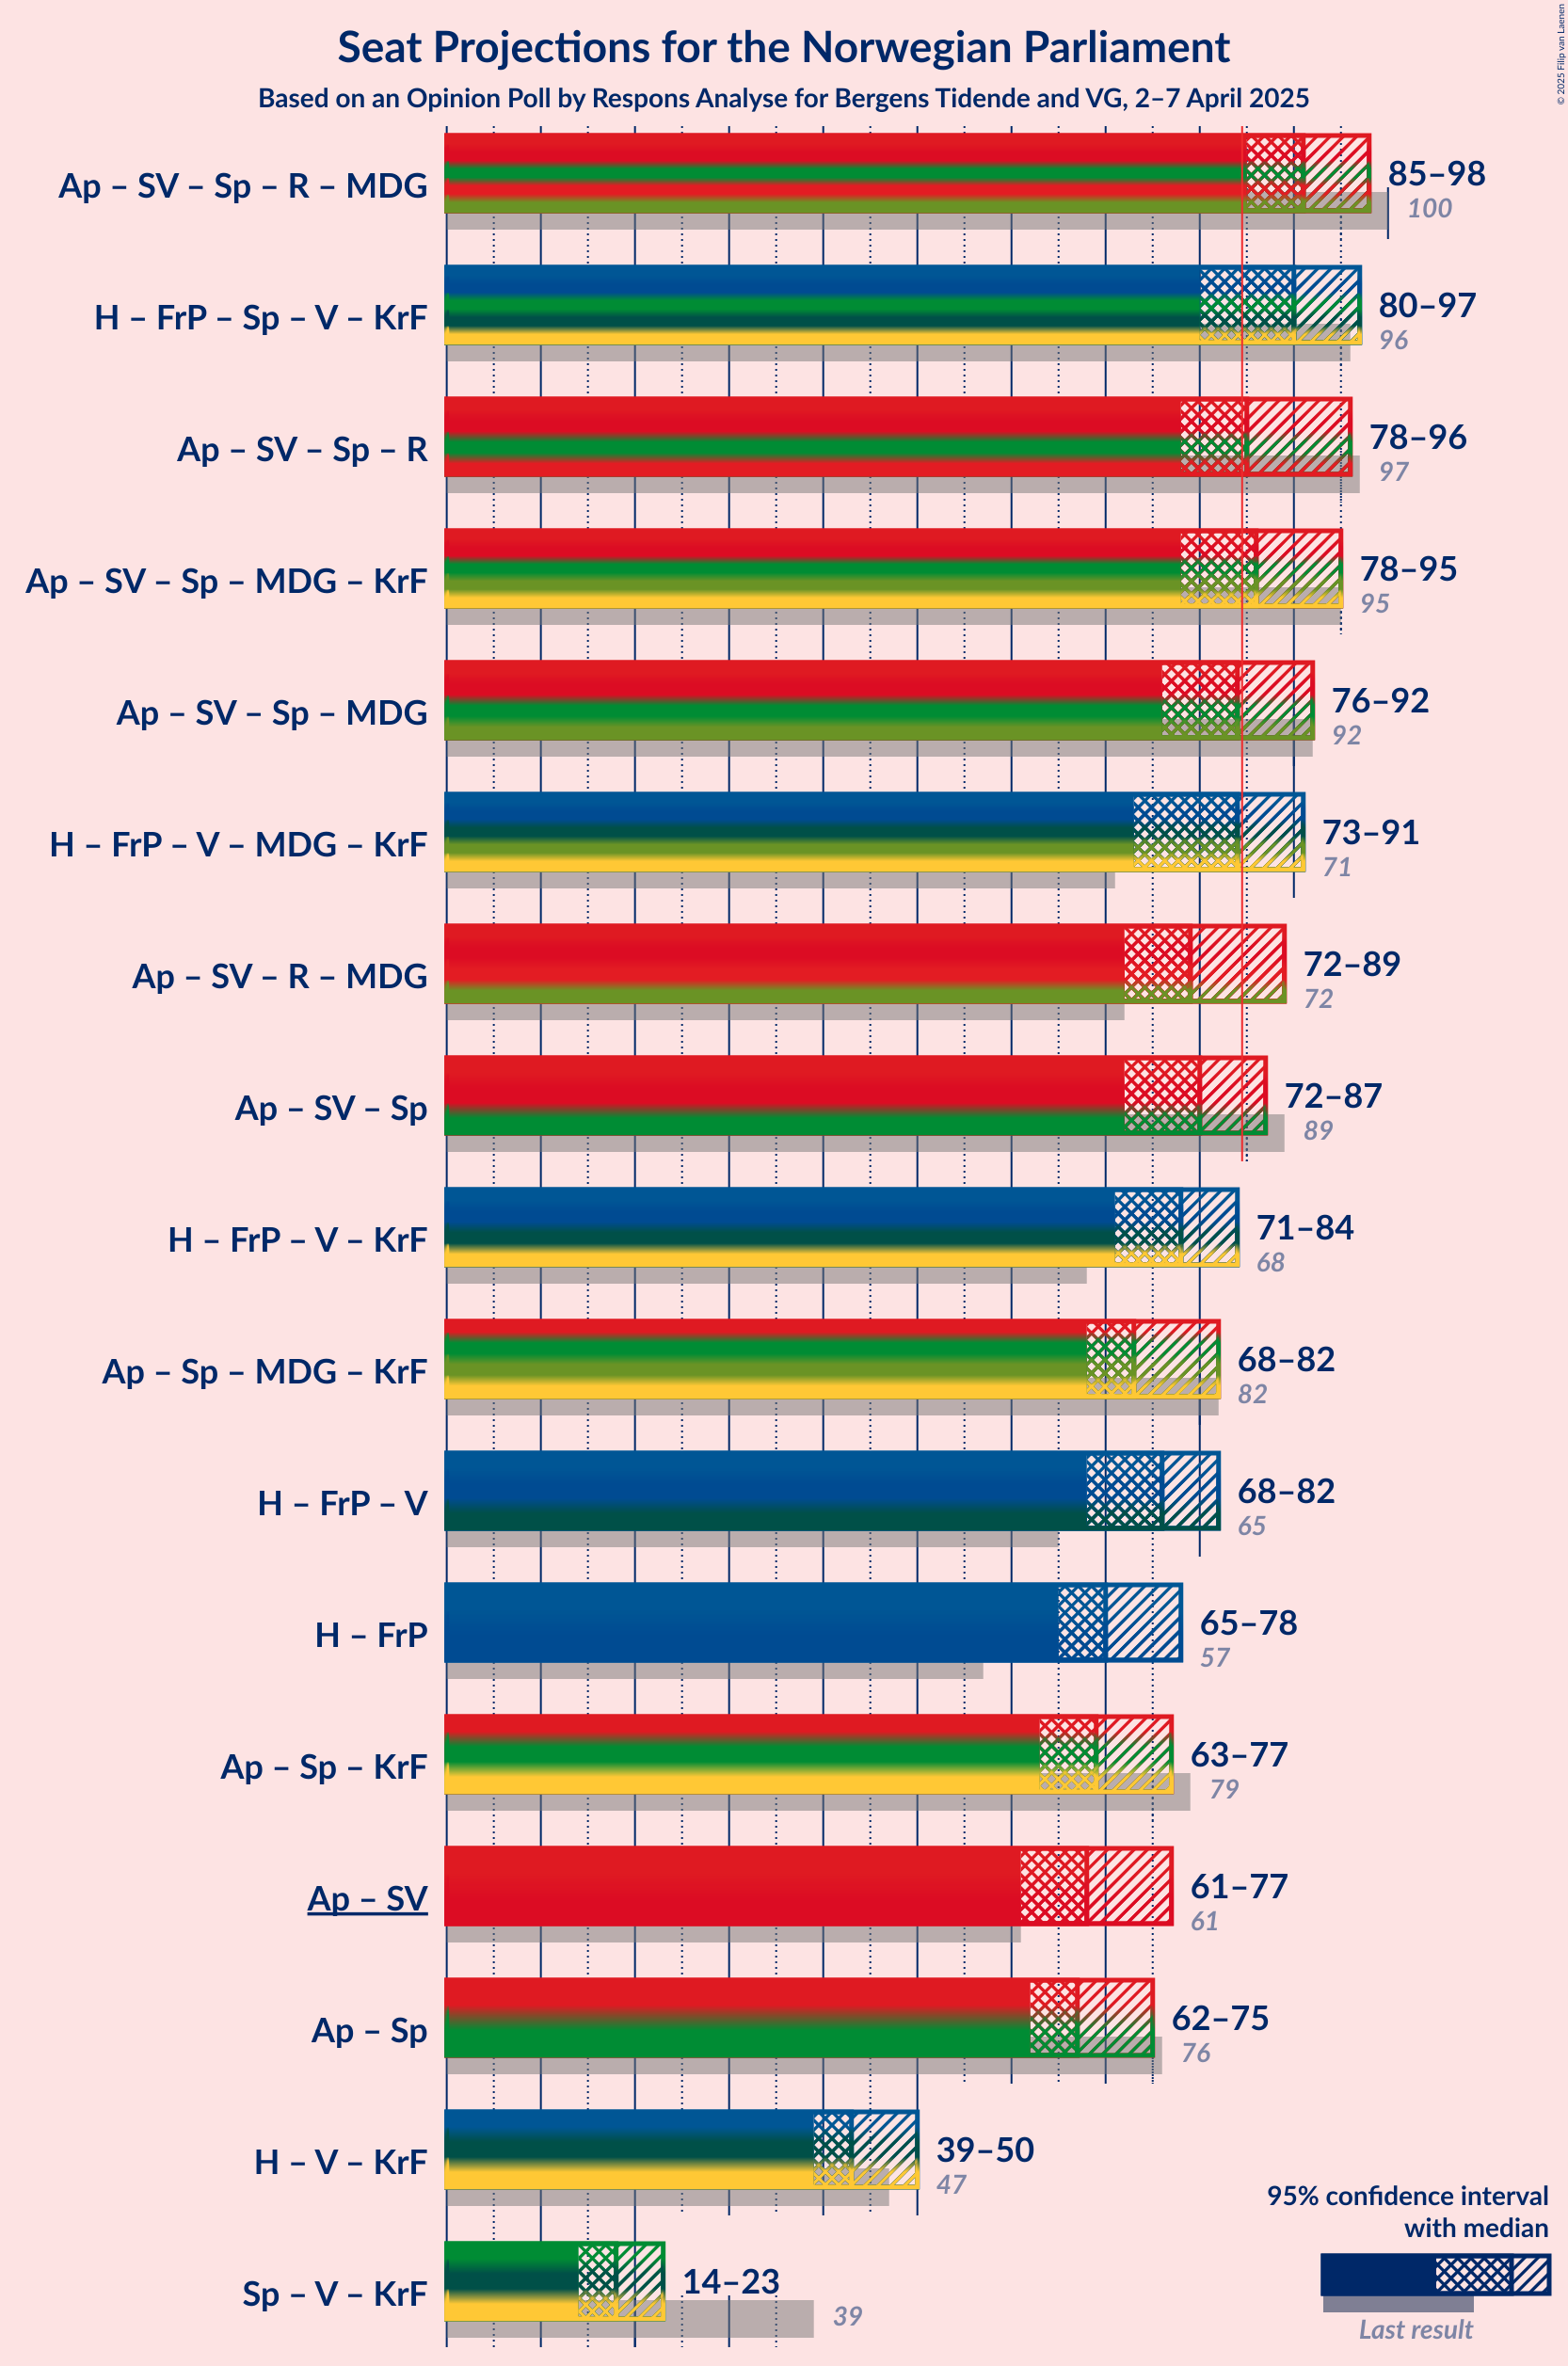 © 2025 Filip van Laenen
Seat Projections for the Norwegian Parliament
Based on an Opinion Poll by Respons Analyse for Bergens Tidende and VG, 2–7 April 2025
Ap – SV – Sp – R – MDG
85–98
100
H – FrP – Sp – V – KrF
80–97
96
Ap – SV – Sp – R
78–96
97
Ap – SV – Sp – MDG – KrF
78–95
95
Ap – SV – Sp – MDG
76–92
92
H – FrP – V – MDG – KrF
73–91
71
Ap – SV – R – MDG
72–89
72
Ap – SV – Sp
72–87
89
H – FrP – V – KrF
71–84
68
Ap – Sp – MDG – KrF
68–82
82
H – FrP – V
68–82
65
H – FrP
65–78
57
Ap – Sp – KrF
63–77
79
Ap – SV
61–77
61
Ap – Sp
62–75
76
H – V – KrF
39–50
47
Sp – V – KrF
14–23
39
95% confidence interval
with median
Last result